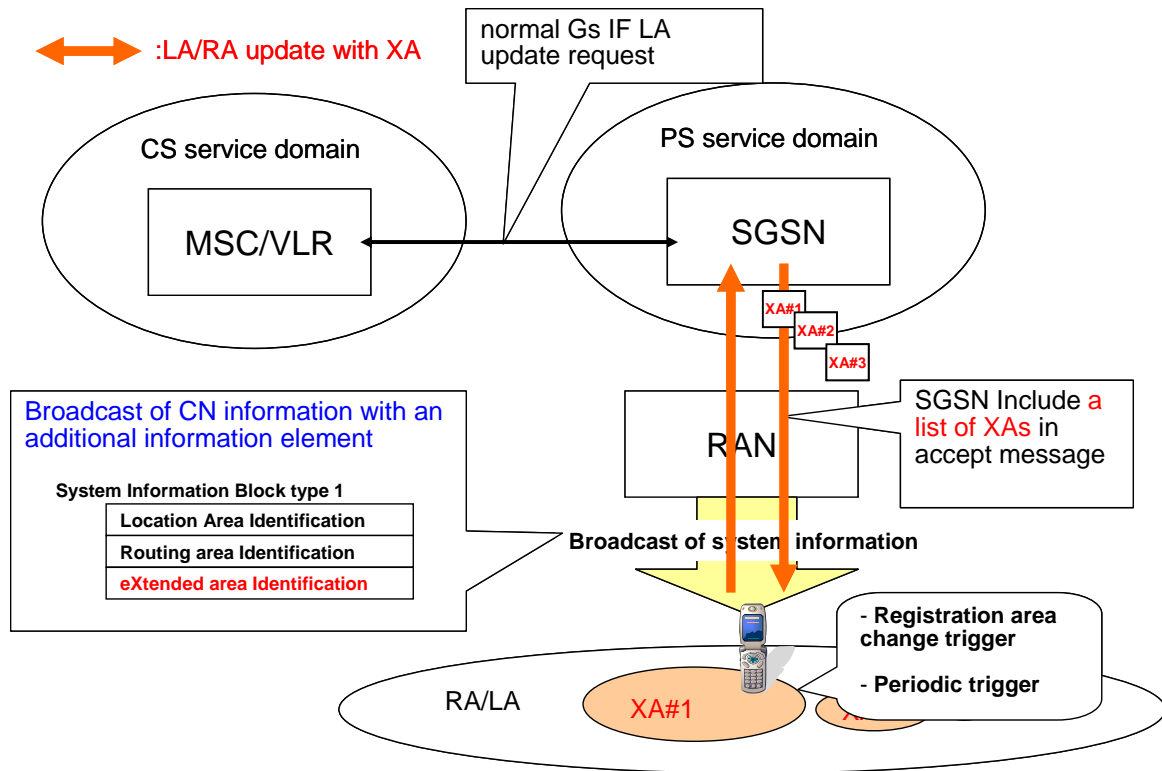 :LA/RA update with XA
normal Gs IF LA
update request
CS service domain
PS service domain
MSC/VLR
SGSN
XA#1
XA#2
XA#3
Broadcast of CN information with an
additional information element
System Information Block type 1
Location Area Identification
Routing area Identification
eXtended area Identification
RAN
SGSN Include a
list of XAs in
accept message
Broadcast of system information
- Registration area
change trigger
- Periodic trigger
RA/LA
XA#1